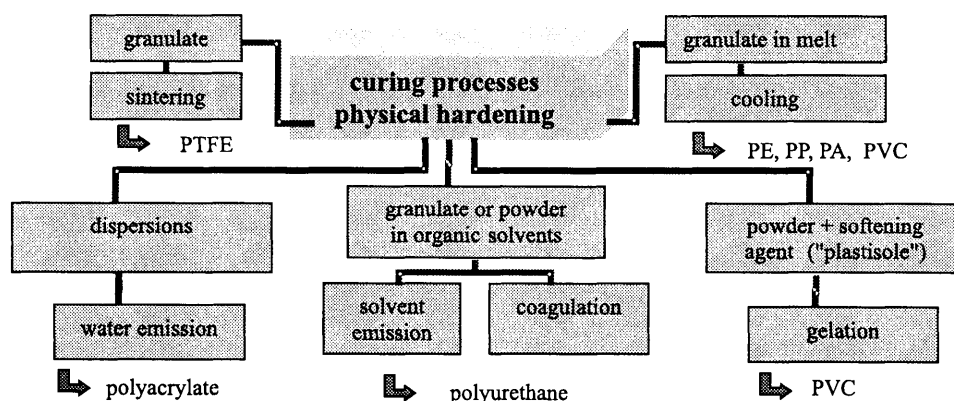 granulate
sintering
PTFE
curing processes
physical hardening
granulate in melt
cooling
PE, PP, PA, PVC
dispersions
water emission
polyacrylate
granulate or powder
in organic solvents
solvent
emission
coagulation
polyurethane
powder + softening
agent ("plastisole")
gelation
PVC